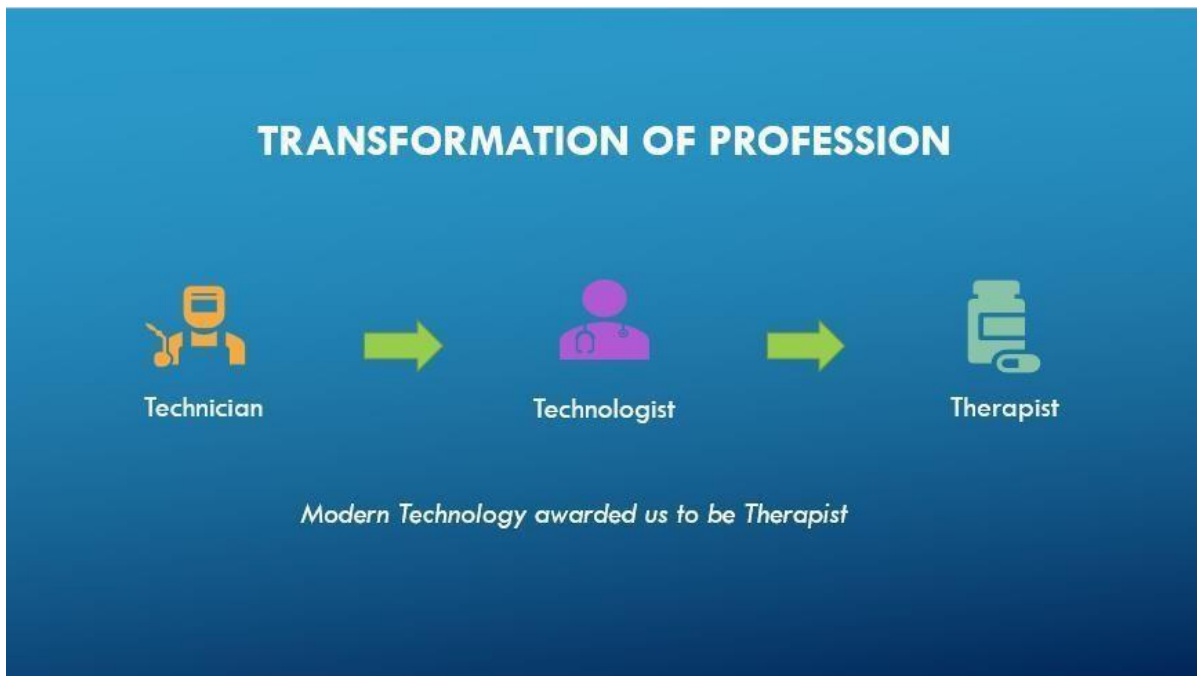 TRANSFORMATION OF PROFESSION
Technician
Technologist
Therapist
Modern Technology awarded us to be Therapist